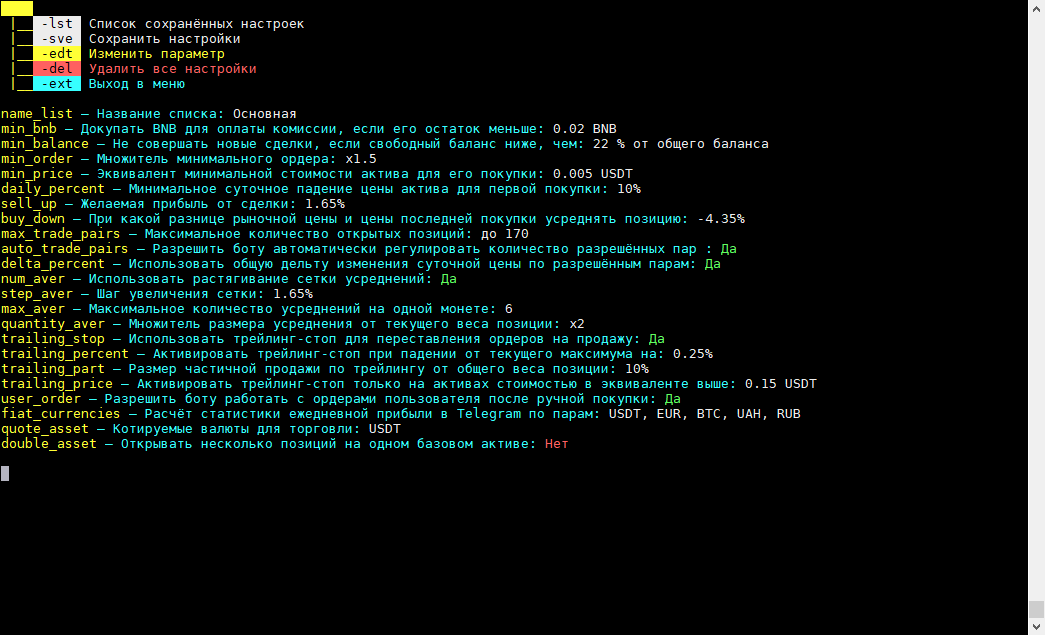 |__ -lst Список сохранённых настроек
|__ -sve Сохранить настройки
|__ -edt Изменить параметр
|__ -del Удалить все настройки
|__ -ext Выход в меню
name_list — Название списка: Основная
min_bnb — Докупать BNB для оплаты комиссии, если его остаток меньше: 0.02 BNB
min_balance — Не совершать новые сделки, если свободный баланс ниже, чем: 22 % от общего баланса
min_order — Множитель минимального ордера: x1.5
min_price — Эквивалент минимальной стоимости актива для его покупки: 0.005 USDT
daily_percent — Минимальное суточное падение цены актива для первой покупки: 10%
sell_up — Желаемая прибыль от сделки: 1.65%
buy_down — При какой разнице рыночной цены и цены последней покупки усреднять позицию: -4.35%
max_trade_pairs — Максимальное количество открытых позиций: до 170
auto_trade_pairs — Разрешить боту автоматически регулировать количество разрешённых пар : Да
delta_percent — Использовать общую дельту изменения суточной цены по разрешённым парам: Да
num_aver — Использовать растягивание сетки усреднений: Да
step_aver — Шаг увеличения сетки: 1.65%
max_aver — Максимальное количество усреднений на одной монете: 6
quantity_aver — Множитель размера усреднения от текущего веса позиции: x2
trailing_stop — Использовать трейлинг-стоп для переставления ордеров на продажу: Да
trailing_percent — Активировать трейлинг-стоп при падении от текущего максимума на: 0.25%
trailing_part — Размер частичной продажи по трейлингу от общего веса позиции: 10%
trailing_price — Активировать трейлинг-стоп только на активах стоимостью в эквиваленте выше: 0.15 USDT
user_order — Разрешить боту работать с ордерами пользователя после ручной покупки: Да
fiat_currencies — Расчёт статистики ежедневной прибыли в Telegram по парам: USDT, EUR, BTC, UAH, RUB
quote_asset — Котируемые валюты для торговли: USDT
double_asset — Открывать несколько позиций на одном базовом активе: Нет